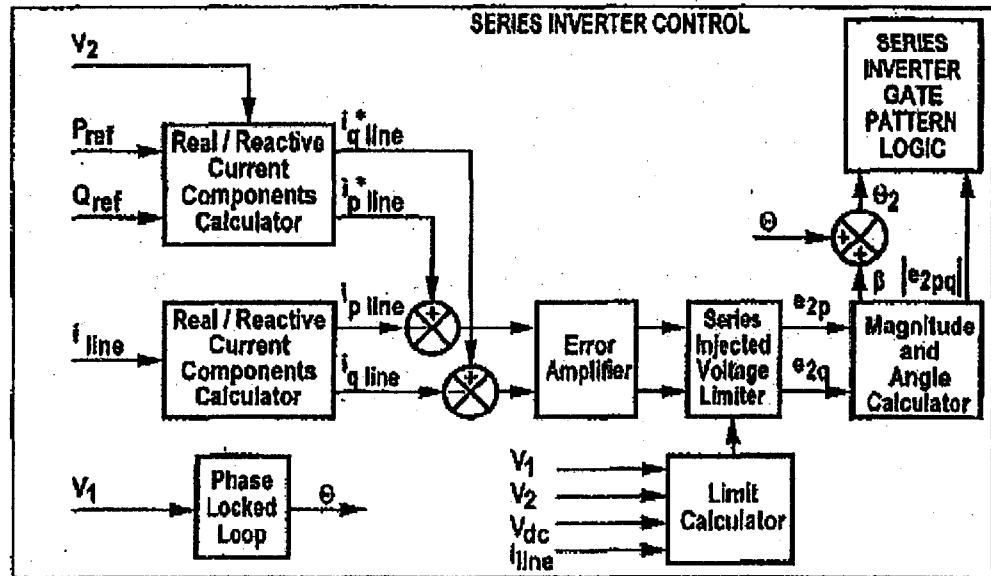 SERIES INVERTER CONTROL
V2
Pref
Qref
Real / Reactive
Current
Components
Calculator
i*q line
i*p line
SERIES
INVERTER
GATE
PATTERN
LOGIC
Θ
+
+
Θ2
β
|e2pq|
i line
Real / Reactive
Current
Components
Calculator
ip line
iq line
+
+
Error
Amplifier
Series
Injected
Voltage
Limiter
e2p
e2q
Magnitude
and
Angle
Calculator
V1
Phase
Locked
Loop
Θ
V1
V2
Vdc
iline
Limit
Calculator